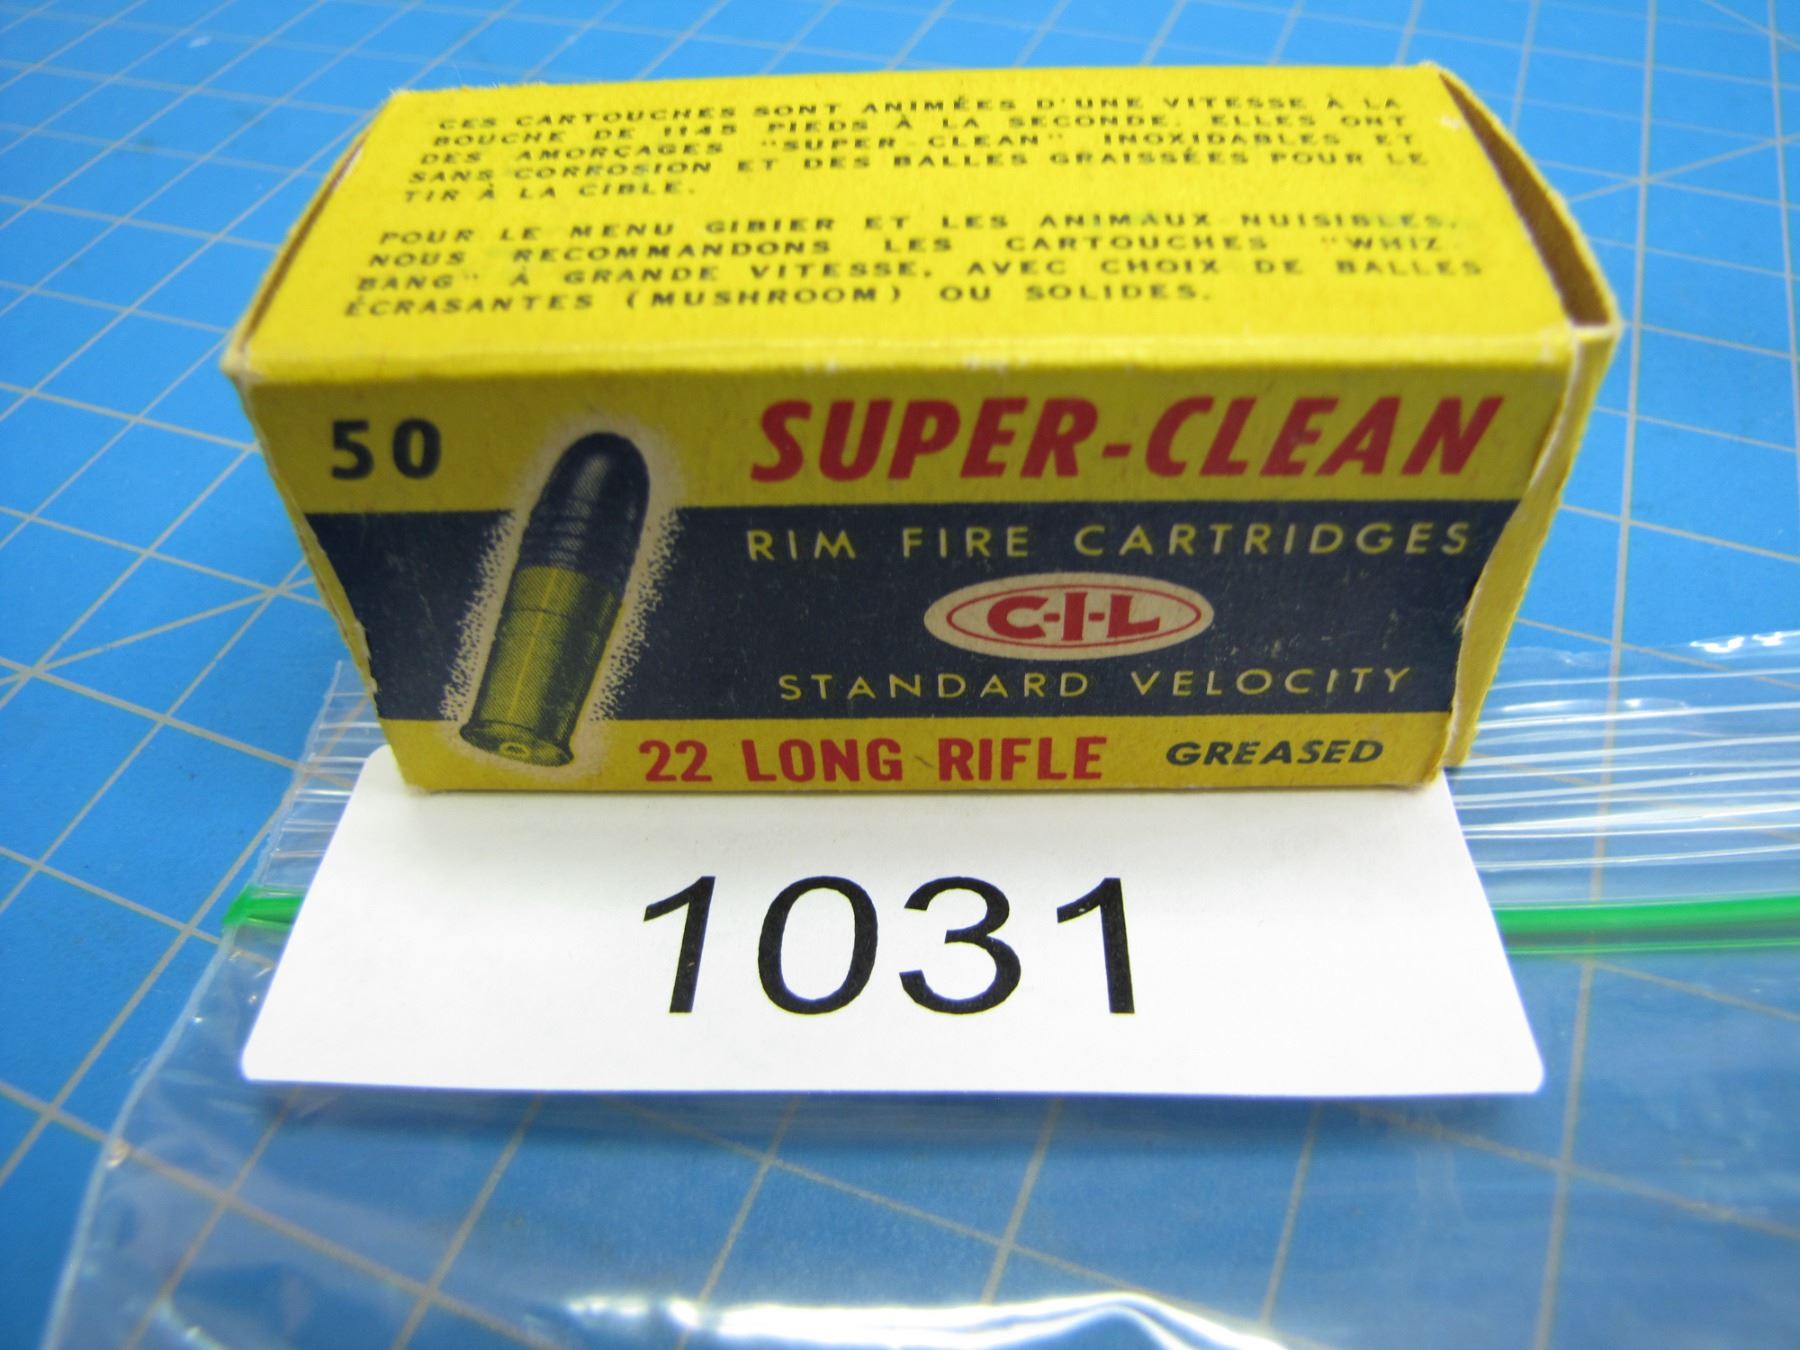 CES CARTOUCHES SONT ANIMÉES D'UNE VITESSE À LA
BOUCHE DE 1145 PIEDS À LA SECONDE. ELLES ONT
DES AMORCAGES "SUPER-CLEAN" INOXIDABLES ET
SANS CORROSION ET DES BALLES GRAISSÉES POUR LE
TIR À LA CIBLE.
POUR LE MENU GIBIER ET LES ANIMAUX NUISIBLES,
NOUS RECOMMANDONS LES CARTOUCHES "WHIZ-
BANG" À GRANDE VITESSE, AVEC CHOIX DE BALLES
ÉCRASANTES (MUSHROOM) OU SOLIDES.
50
SUPER-CLEAN
RIM FIRE CARTRIDGES
C-I-L
STANDARD VELOCITY
22 LONG RIFLE GREASED
1031